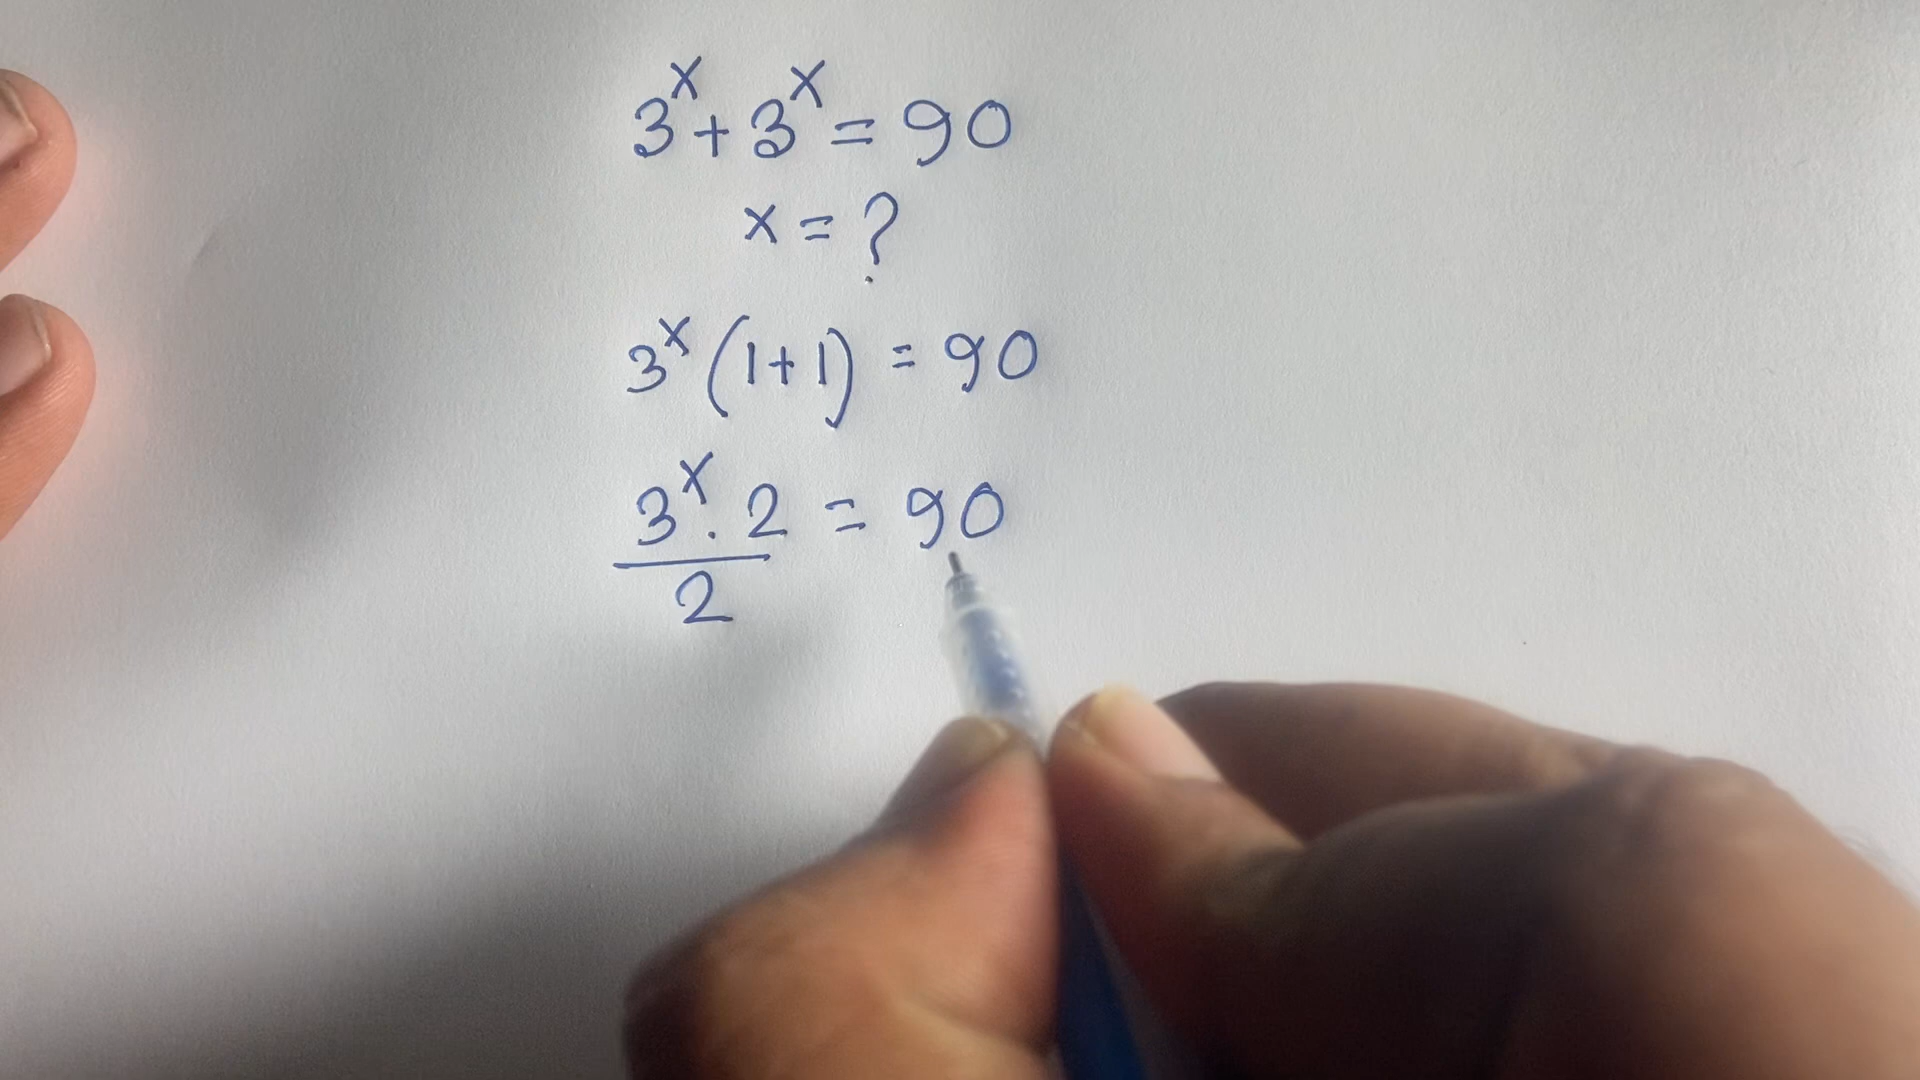 3^x + 3^x = 90
x = ?
3^x (1+1) = 90
3^x . 2 = 90
2